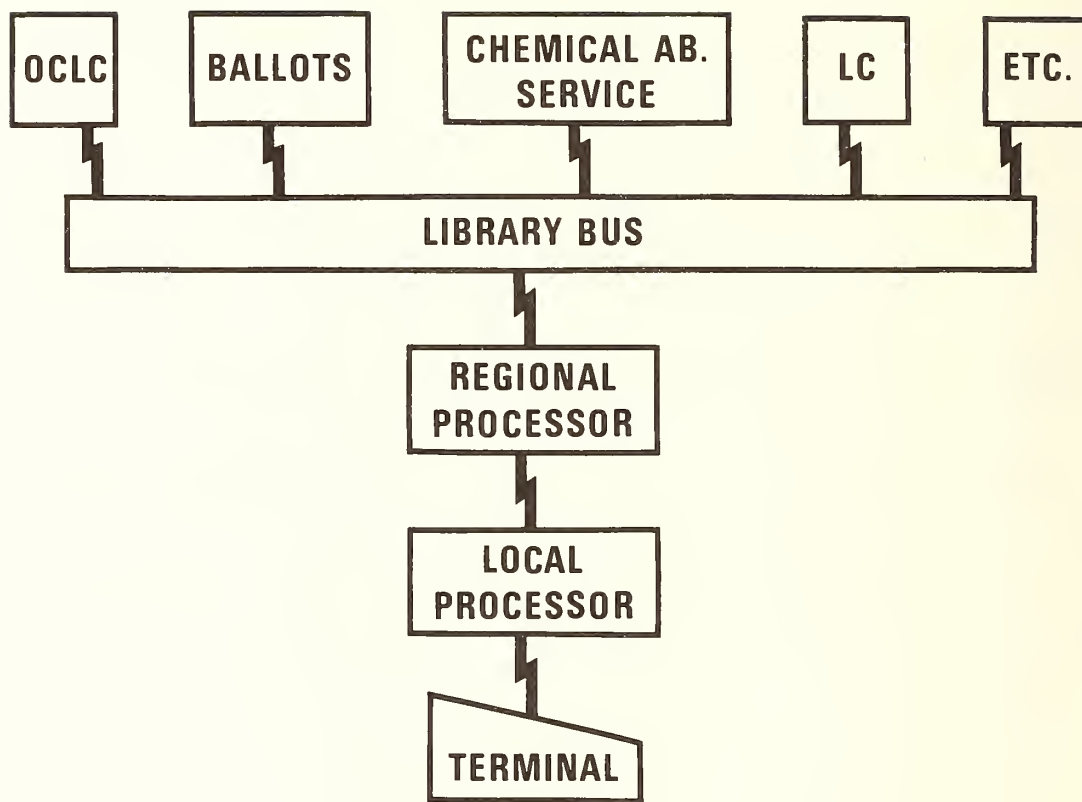 OCLC
BALLOTS
CHEMICAL AB.
SERVICE
LC
ETC.
LIBRARY BUS
REGIONAL
PROCESSOR
LOCAL
PROCESSOR
TERMINAL